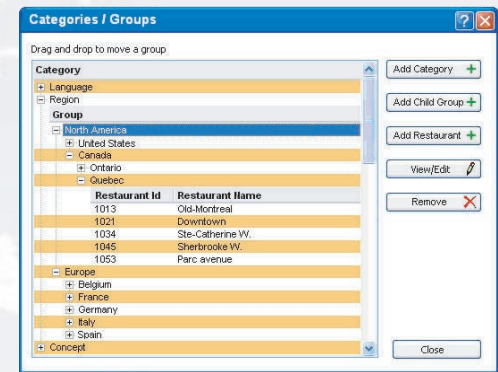 Categories / Groups
Drag and drop to move a group
Category
Language
Region
Group
North America
United States
Canada
Ontario
Quebec
Restaurant Id Restaurant Name
1013 Old-Montreal
1021 Downtown
1034 Ste-Catherine W.
1045 Sherbrooke W.
1053 Parc avenue
Europe
Belgium
France
Germany
Italy
Spain
Concept
Add Category
Add Child Group
Add Restaurant
View/Edit
Remove
Close